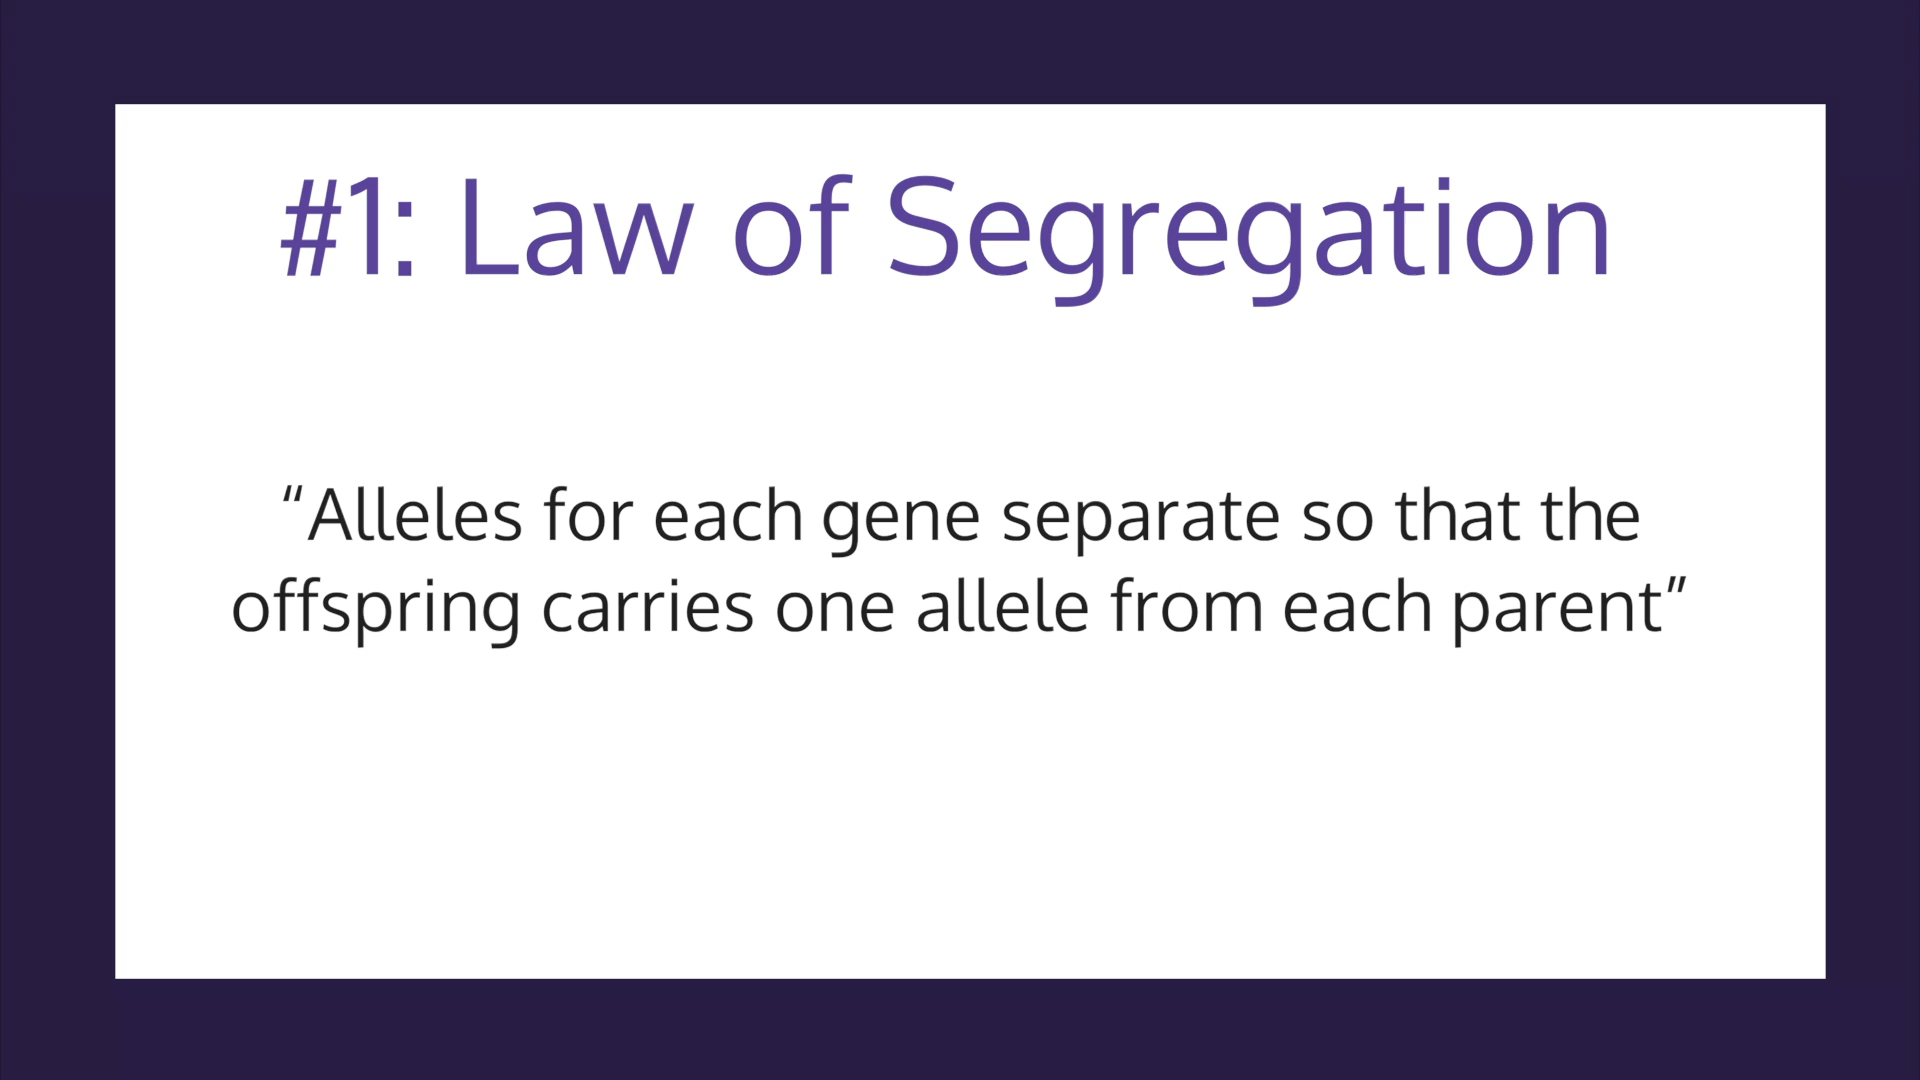 #1: Law of Segregation
“Alleles for each gene separate so that the
offspring carries one allele from each parent”